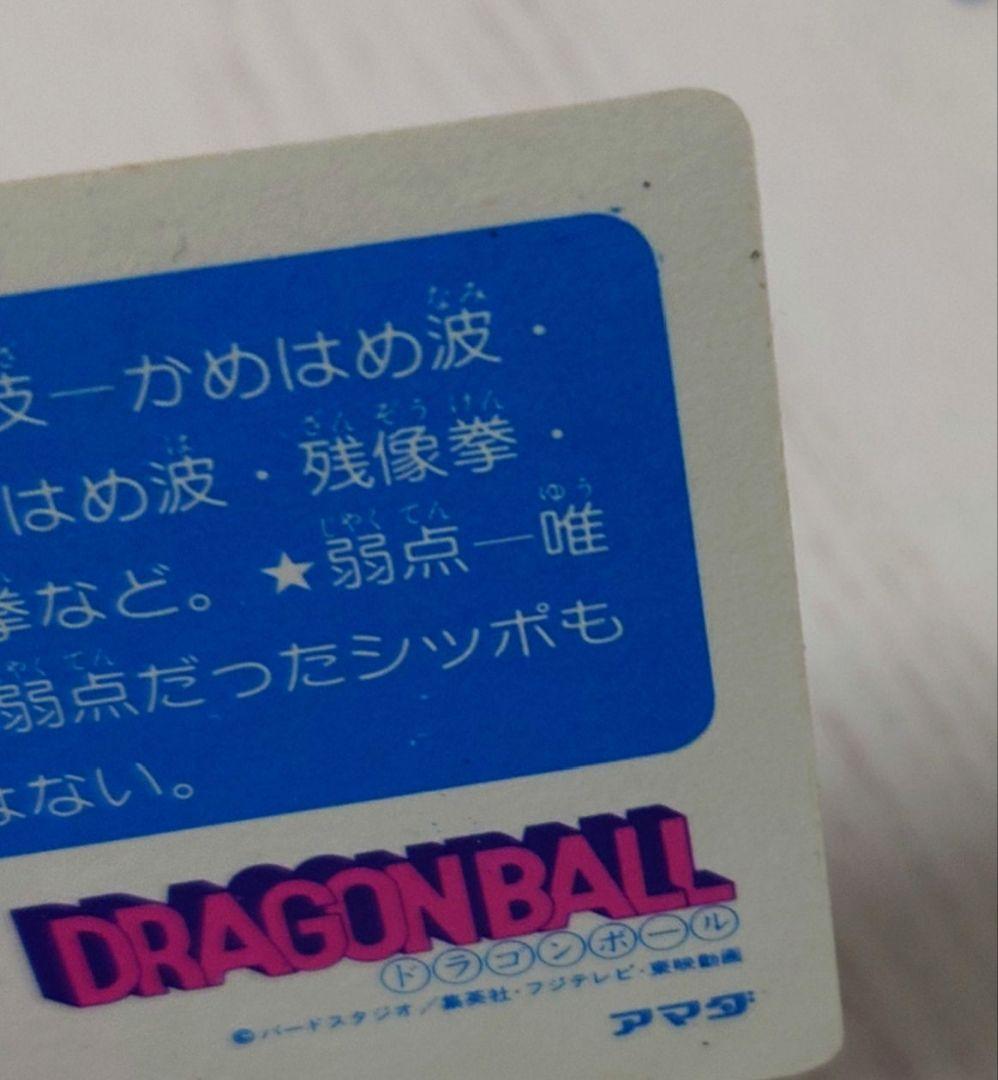 技―かめはめ波・
はめ波・残像拳・
拳など。★弱点―唯
弱点だったシッポも
はない。
DRAGONBALL
ドラゴンボール
©バードスタジオ/集英社・フジテレビ・東映動画
アマダ